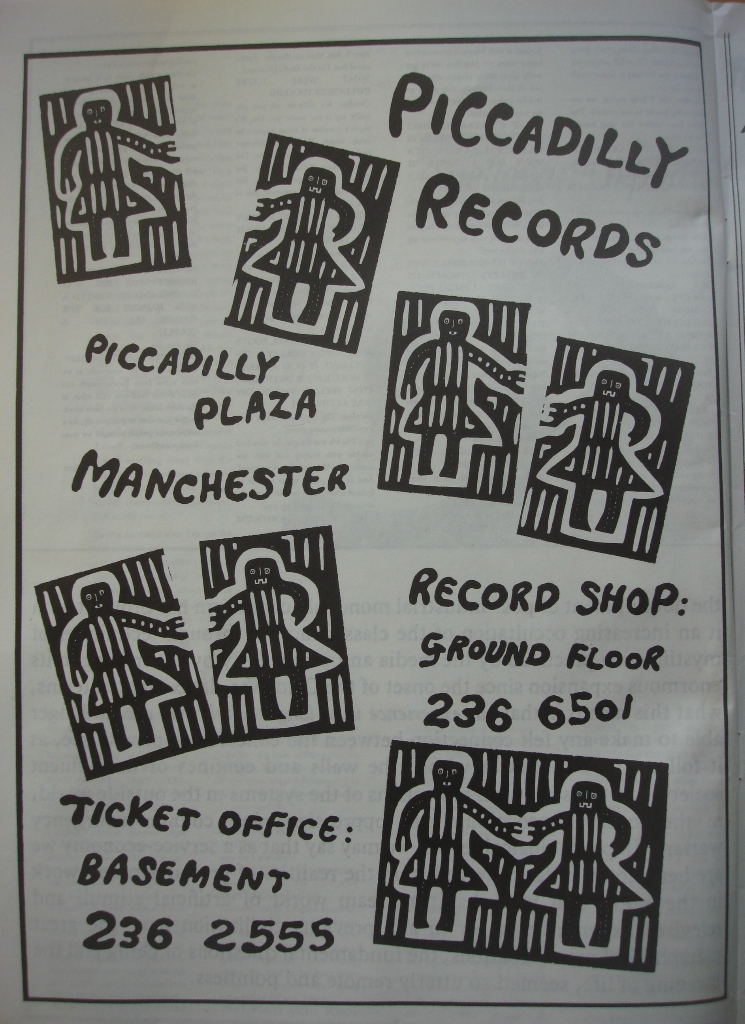 PICCADILLY
RECORDS
PICCADILLY
PLAZA
MANCHESTER
RECORD SHOP:
GROUND FLOOR
236 6501
TICKET OFFICE:
BASEMENT
236 2555